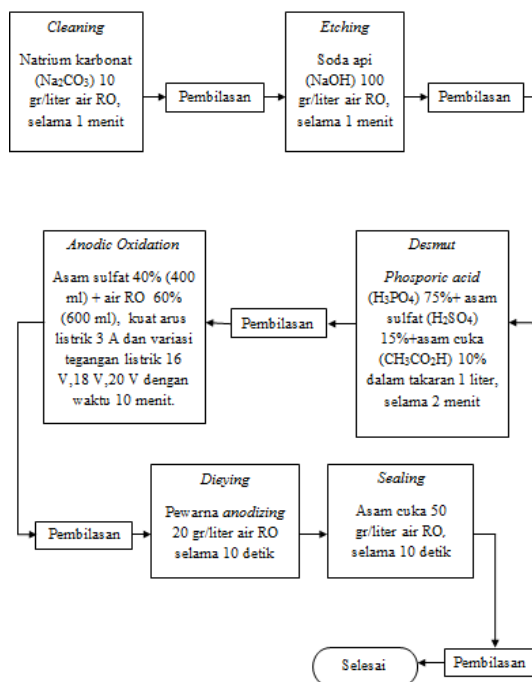 Cleaning
Natrium karbonat
(Na₂CO₃) 10
gr/liter air RO,
selama 1 menit
Pembilasan
Etching
Soda api
(NaOH) 100
gr/liter air RO,
selama 1 menit
Pembilasan
Desmut
Phosporic acid
(H₃PO₄) 75%+ asam
sulfat (H₂SO₄)
15%+asam cuka
(CH₃CO₂H) 10%
dalam takaran 1 liter,
selama 2 menit
Pembilasan
Anodic Oxidation
Asam sulfat 40% (400
ml) + air RO 60%
(600 ml), kuat arus
listrik 3 A dan variasi
tegangan listrik 16
V,18 V,20 V dengan
waktu 10 menit.
Pembilasan
Dieying
Pewarna anodizing
20 gr/liter air RO
selama 10 detik
Sealing
Asam cuka 50
gr/liter air RO,
selama 10 detik
Pembilasan
Selesai